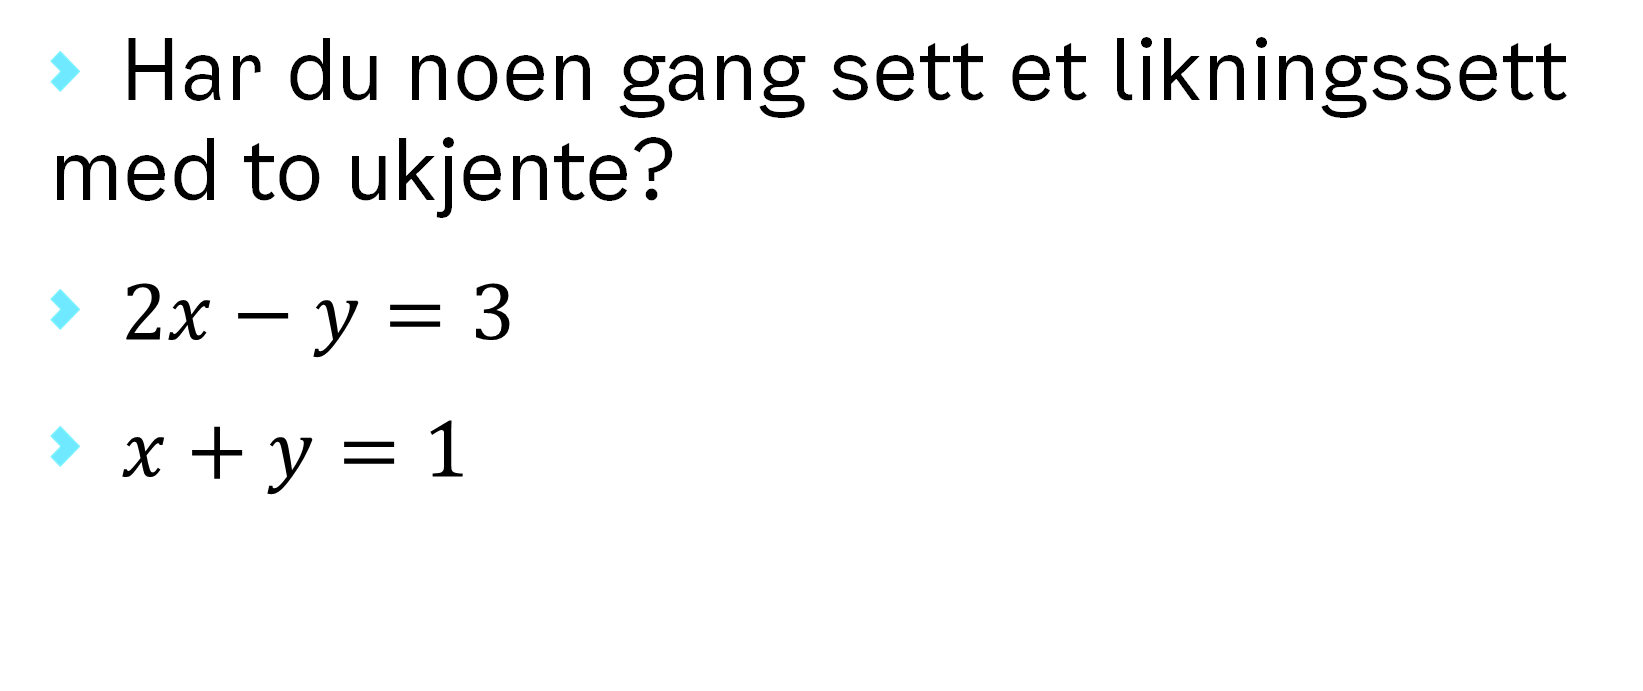 Har du noen gang sett et likningssett
med to ukjente?
2x − y = 3
x + y = 1